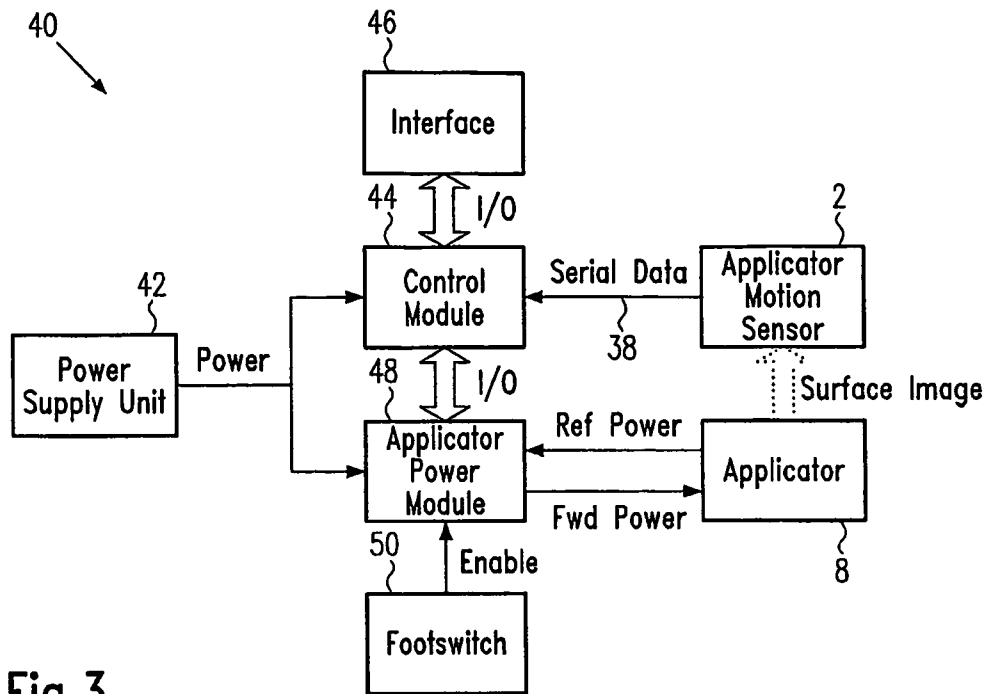 40
46
Interface
44
I/O
2
Control
Module
Serial Data
38
Applicator
Motion
Sensor
42
Power
Supply Unit
Power
48
I/O
Surface Image
Applicator
Power
Module
Ref Power
Fwd Power
Applicator
8
50
Enable
Footswitch
Fig. 3